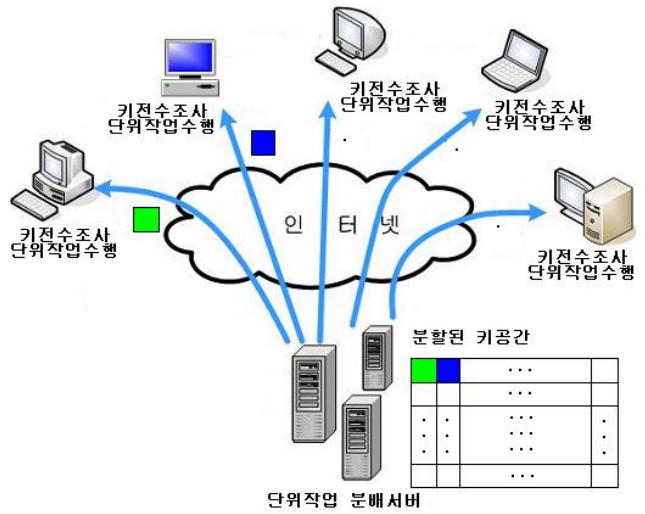 키전수조사
단위작업수행
키전수조사
단위작업수행
키전수조사
단위작업수행
키전수조사
단위작업수행
키전수조사
단위작업수행
인 터 넷
분할된 키공간
...
...
...
...
...
...
단위작업 분배서버